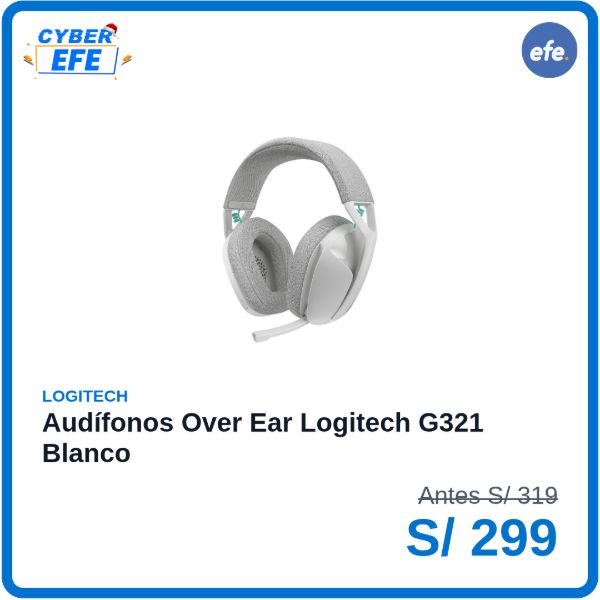 CYBER
EFE
efe.
LOGITECH
Audífonos Over Ear Logitech G321
Blanco
Antes S/ 319
S/ 299